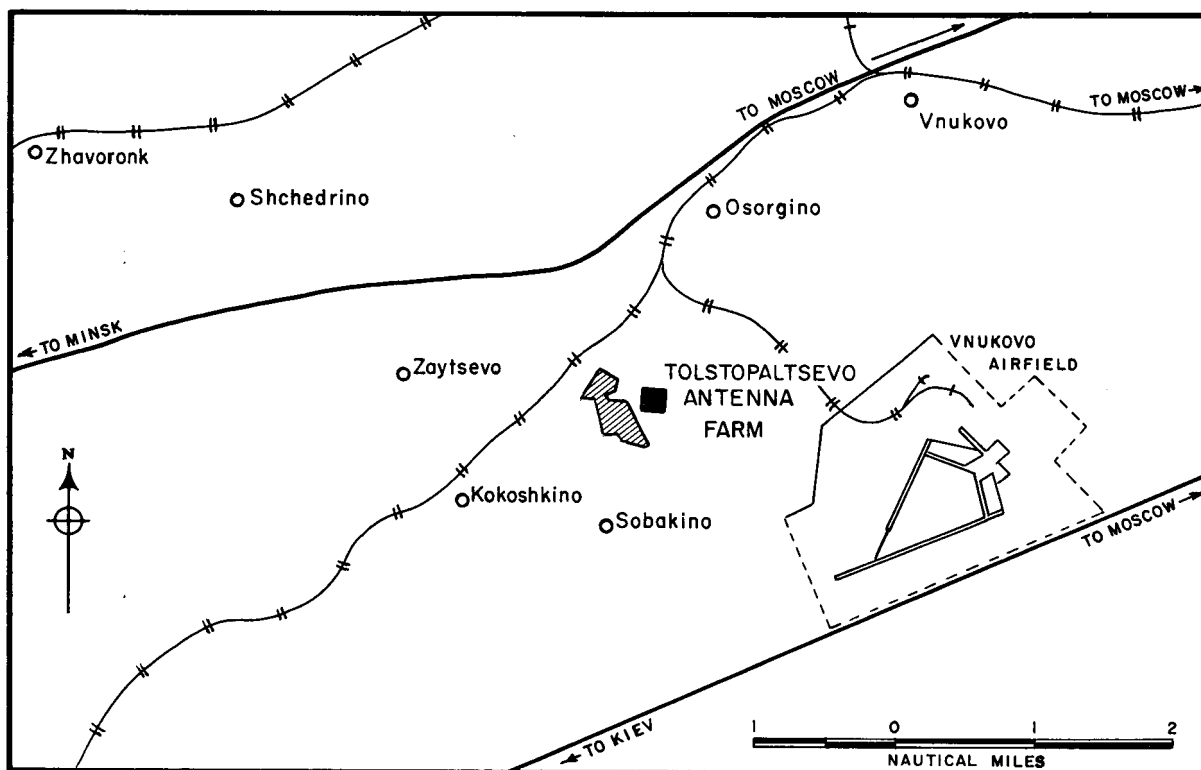 TO MOSCOW
TO MOSCOW
Vnukovo
Zhavoronk
Shchedrino
Osorgino
TO MINSK
Zaytsevo
TOLSTOPALTSEVO
ANTENNA
FARM
VNUKOVO
AIRFIELD
N
Kokoshkino
Sobakino
TO MOSCOW
TO KIEV
1 0 1 2
NAUTICAL MILES